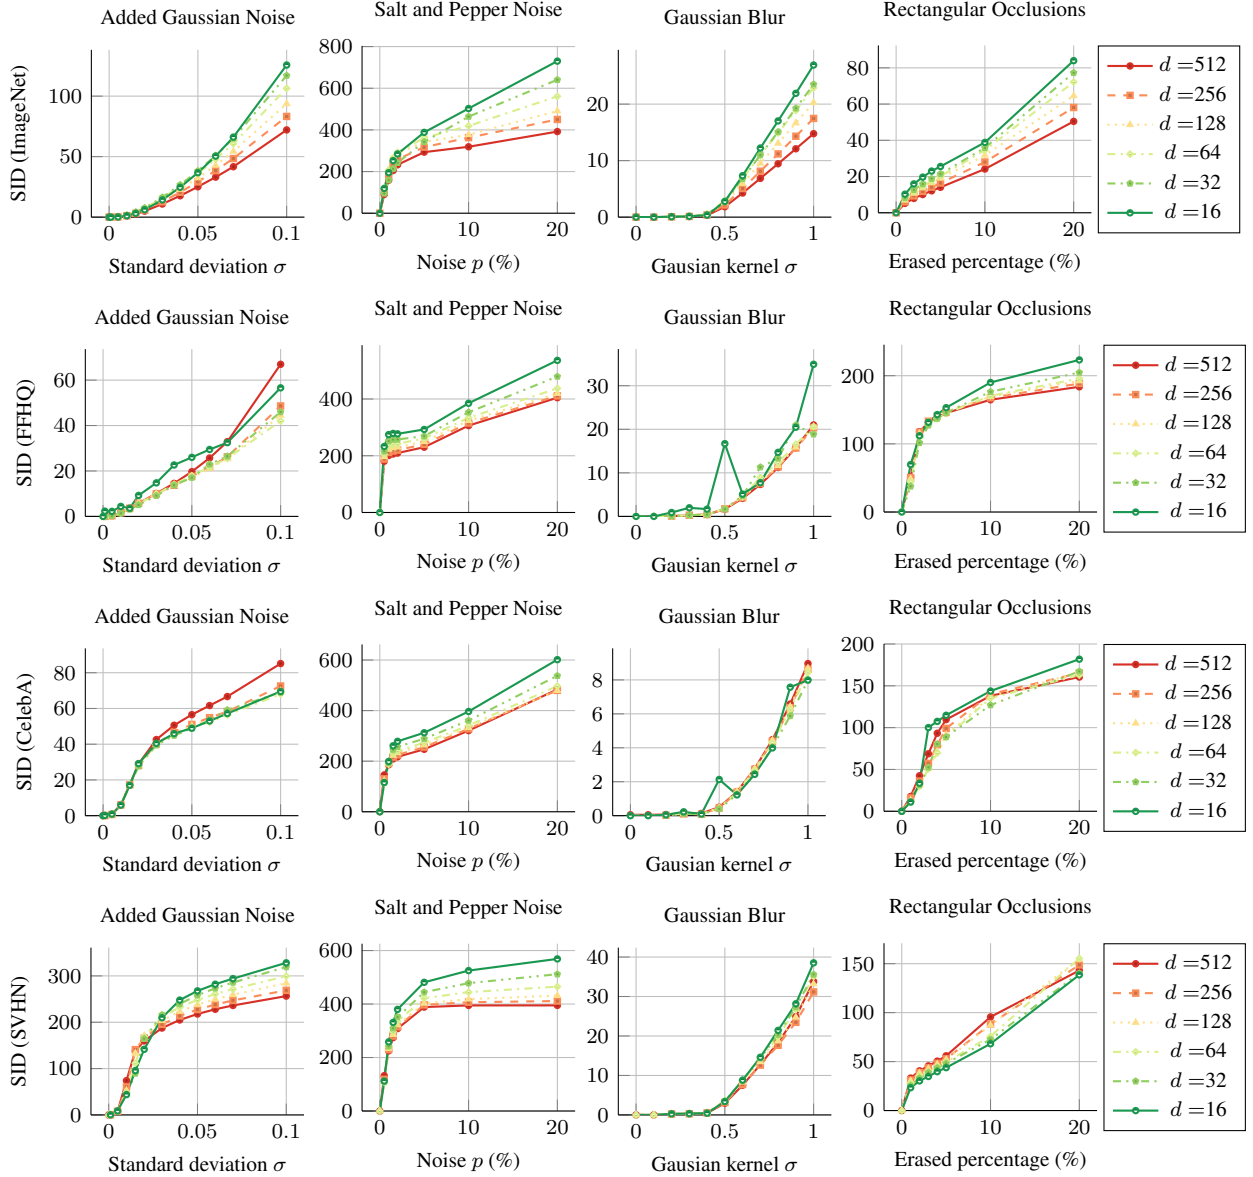 Added Gaussian Noise
Salt and Pepper Noise
Gaussian Blur
Rectangular Occlusions
SID (ImageNet)
0
50
100
0
0.05
0.1
Standard deviation σ
0
200
400
600
800
0
10
20
Noise p (%)
0
10
20
0
0.5
1
Gausian kernel σ
0
20
40
60
80
0
10
20
Erased percentage (%)
d =512
d =256
d =128
d =64
d =32
d =16
Added Gaussian Noise
Salt and Pepper Noise
Gaussian Blur
Rectangular Occlusions
SID (FFHQ)
0
20
40
60
0
0.05
0.1
Standard deviation σ
0
200
400
0
10
20
Noise p (%)
0
10
20
30
0
0.5
1
Gausian kernel σ
0
100
200
0
10
20
Erased percentage (%)
d =512
d =256
d =128
d =64
d =32
d =16
Added Gaussian Noise
Salt and Pepper Noise
Gaussian Blur
Rectangular Occlusions
SID (CelebA)
0
20
40
60
80
0
0.05
0.1
Standard deviation σ
0
200
400
600
0
10
20
Noise p (%)
0
2
4
6
8
0
0.5
1
Gausian kernel σ
0
50
100
150
200
0
10
20
Erased percentage (%)
d =512
d =256
d =128
d =64
d =32
d =16
Added Gaussian Noise
Salt and Pepper Noise
Gaussian Blur
Rectangular Occlusions
SID (SVHN)
0
100
200
300
0
0.05
0.1
Standard deviation σ
0
200
400
600
0
10
20
Noise p (%)
0
10
20
30
40
0
0.5
1
Gausian kernel σ
0
50
100
150
0
10
20
Erased percentage (%)
d =512
d =256
d =128
d =64
d =32
d =16